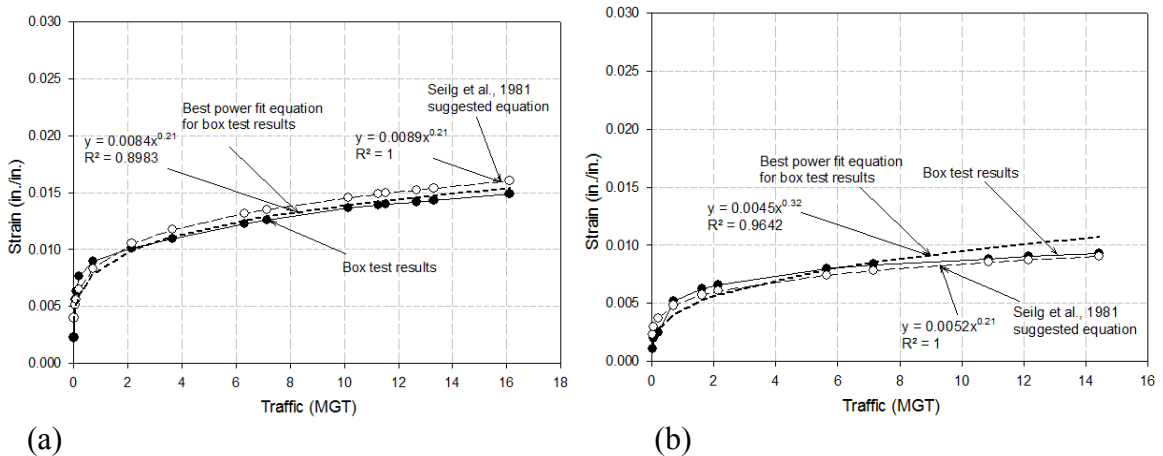 0.030
0.025
0.020
0.015
0.010
0.005
0.000
Strain (in./in.)
0 2 4 6 8 10 12 14 16 18
Traffic (MGT)
Seilg et al., 1981
suggested equation
Best power fit equation
for box test results
y = 0.0084x^0.21
R² = 0.8983
y = 0.0089x^0.21
R² = 1
Box test results
(a)
0.030
0.025
0.020
0.015
0.010
0.005
0.000
Strain (in./in.)
0 2 4 6 8 10 12 14 16
Traffic (MGT)
Best power fit equation
for box test results
Box test results
y = 0.0045x^0.32
R² = 0.9642
Seilg et al., 1981
suggested equation
y = 0.0052x^0.21
R² = 1
(b)